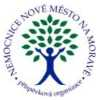 NEMOCNICE NOVÉ MĚSTO NA MORAVĚ
příspěvková organizace